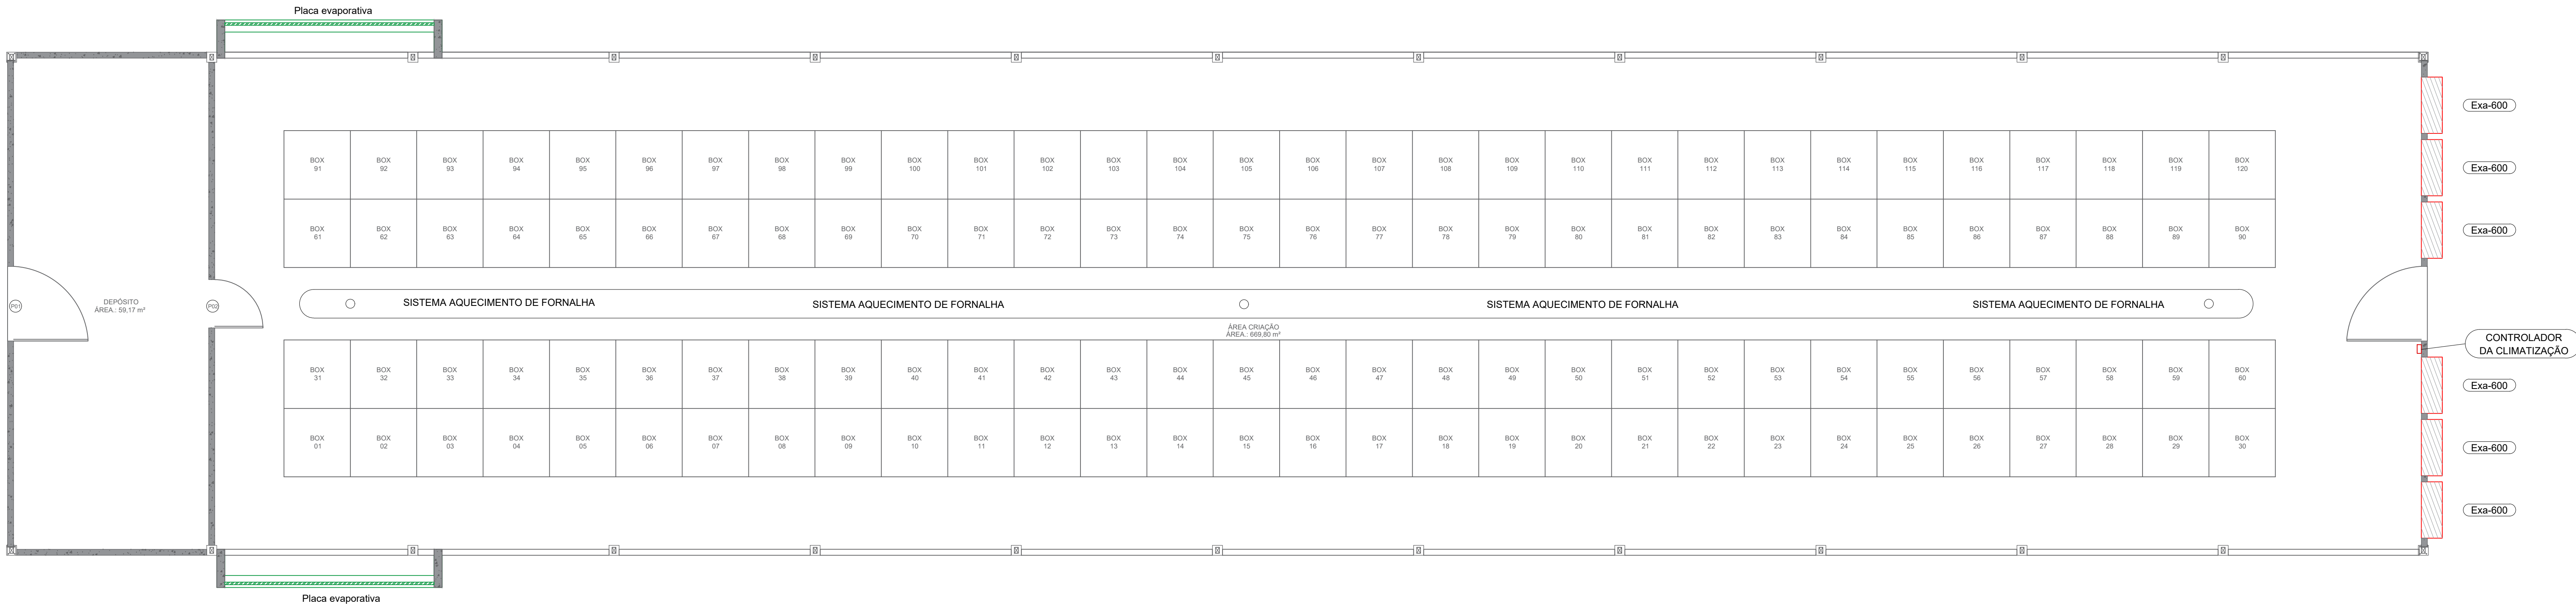 Placa evaporativa
Exa-600
BOX BOX BOX BOX BOX BOX BOX BOX BOX BOX BOX BOX BOX BOX BOX BOX BOX BOX BOX BOX BOX BOX BOX BOX BOX BOX BOX BOX BOX BOX
91 92 93 94 95 96 97 98 99 100 101 102 103 104 105 106 107 108 109 110 111 112 113 114 115 116 117 118 119 120
Exa-600
BOX BOX BOX BOX BOX BOX BOX BOX BOX BOX BOX BOX BOX BOX BOX BOX BOX BOX BOX BOX BOX BOX BOX BOX BOX BOX BOX BOX BOX BOX
61 62 63 64 65 66 67 68 69 70 71 72 73 74 75 76 77 78 79 80 81 82 83 84 85 86 87 88 89 90
Exa-600
P01
DEPÓSITO
ÁREA.: 59,17 m²
P02
SISTEMA AQUECIMENTO DE FORNALHA
SISTEMA AQUECIMENTO DE FORNALHA
SISTEMA AQUECIMENTO DE FORNALHA
SISTEMA AQUECIMENTO DE FORNALHA
ÁREA CRIAÇÃO
ÁREA.: 669,80 m²
CONTROLADOR
DA CLIMATIZAÇÃO
BOX BOX BOX BOX BOX BOX BOX BOX BOX BOX BOX BOX BOX BOX BOX BOX BOX BOX BOX BOX BOX BOX BOX BOX BOX BOX BOX BOX BOX BOX
31 32 33 34 35 36 37 38 39 40 41 42 43 44 45 46 47 48 49 50 51 52 53 54 55 56 57 58 59 60
Exa-600
BOX BOX BOX BOX BOX BOX BOX BOX BOX BOX BOX BOX BOX BOX BOX BOX BOX BOX BOX BOX BOX BOX BOX BOX BOX BOX BOX BOX BOX BOX
01 02 03 04 05 06 07 08 09 10 11 12 13 14 15 16 17 18 19 20 21 22 23 24 25 26 27 28 29 30
Exa-600
Exa-600
Placa evaporativa